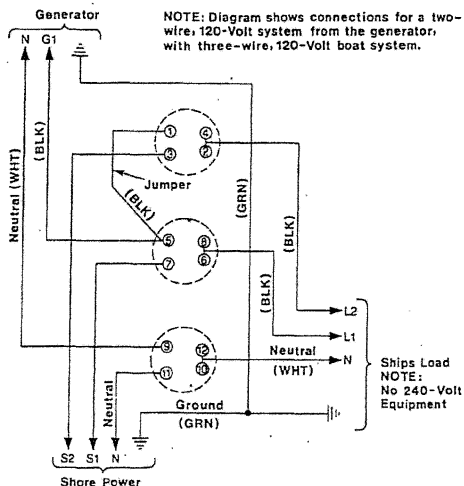 Generator
N G1
NOTE: Diagram shows connections for a two-
wire, 120-Volt system from the generator,
with three-wire, 120-Volt boat system.
Neutral (WHT)
(BLK)
1 4
3 2
Jumper
(BLK)
(GRN)
(BLK)
5 8
7 6
(BLK)
L2
L1
9 12
11 10
Neutral
(WHT)
N
Ships Load
NOTE:
No 240-Volt
Equipment
Neutral
Ground
(GRN)
S2 S1 N
Shore Power